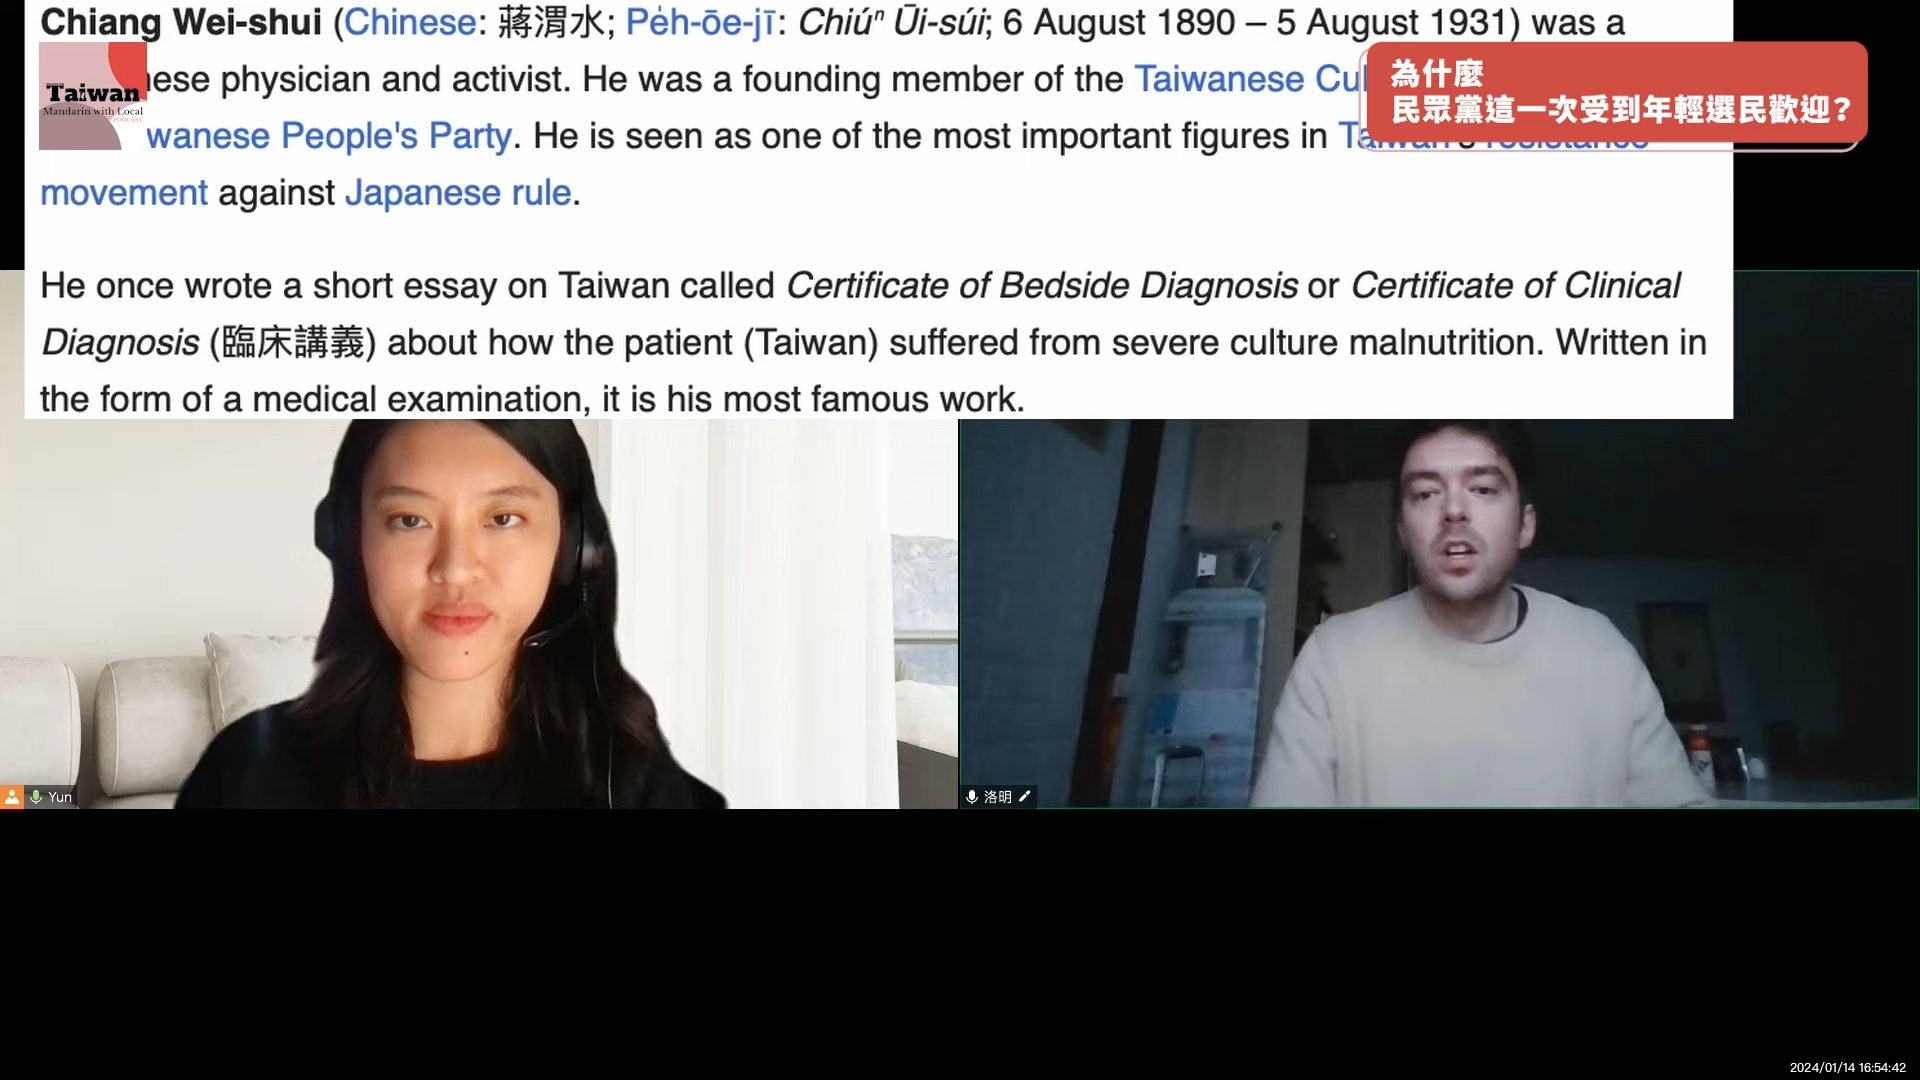 Chiang Wei-shui (Chinese: 蔣渭水; Pe̍h-ōe-jī: Chiúⁿ Ūi-súi; 6 August 1890 – 5 August 1931) was a
physician and activist. He was a founding member of the Taiwanese
People's Party. He is seen as one of the most important figures in Taiwan's resistance
movement against Japanese rule.
He once wrote a short essay on Taiwan called Certificate of Bedside Diagnosis or Certificate of Clinical
Diagnosis (臨床講義) about how the patient (Taiwan) suffered from severe culture malnutrition. Written in
the form of a medical examination, it is his most famous work.
Taiwan
Mandarin with Local
PODCAST
為什麼
民眾黨這一次受到年輕選民歡迎？
Yun
洛明
2024/01/14 16:54:42